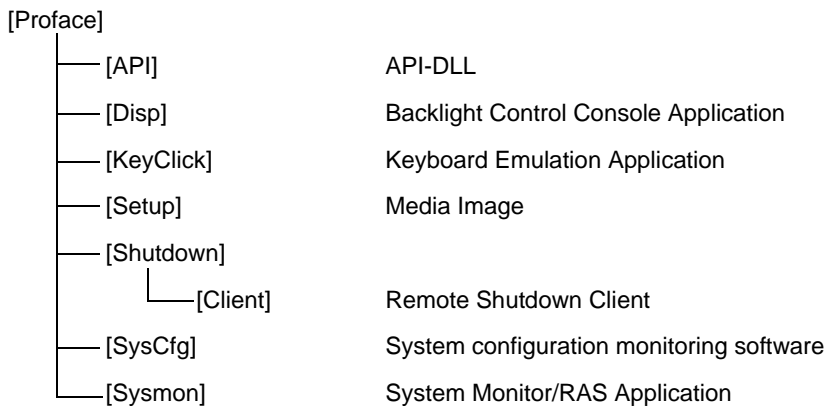 [Proface]
[API] API-DLL
[Disp] Backlight Control Console Application
[KeyClick] Keyboard Emulation Application
[Setup] Media Image
[Shutdown]
[Client] Remote Shutdown Client
[SysCfg] System configuration monitoring software
[Sysmon] System Monitor/RAS Application